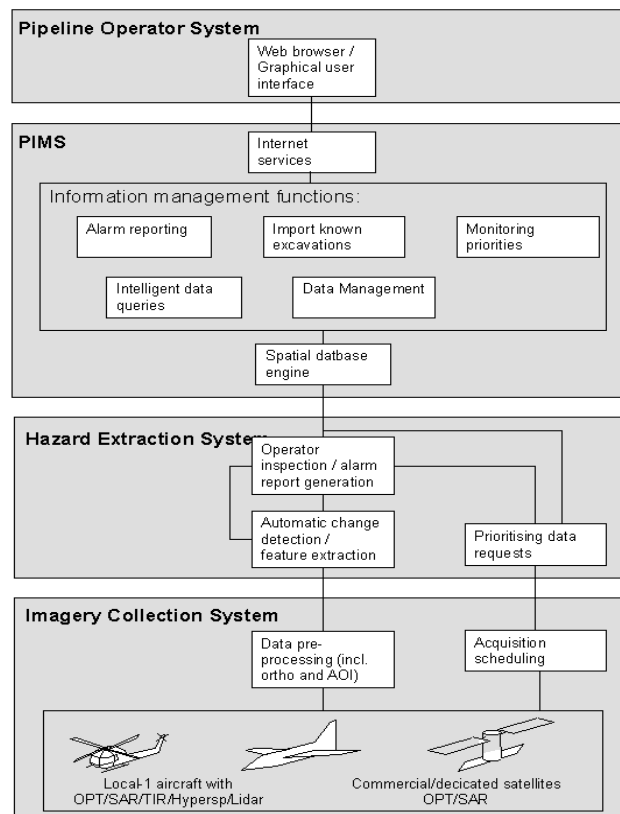 Pipeline Operator System
Web browser /
Graphical user
interface
PIMS
Internet
services
Information management functions:
Alarm reporting
Import known
excavations
Monitoring
priorities
Intelligent data
queries
Data Management
Spatial datbase
engine
Hazard Extraction System
Operator
inspection / alarm
report generation
Automatic change
detection /
feature extraction
Prioritising data
requests
Imagery Collection System
Data pre-
processing (incl.
ortho and AOI)
Acquisition
scheduling
Local-1 aircraft with
OPT/SAR/TIR/Hypersp/Lidar
Commercial/decicated satellites
OPT/SAR